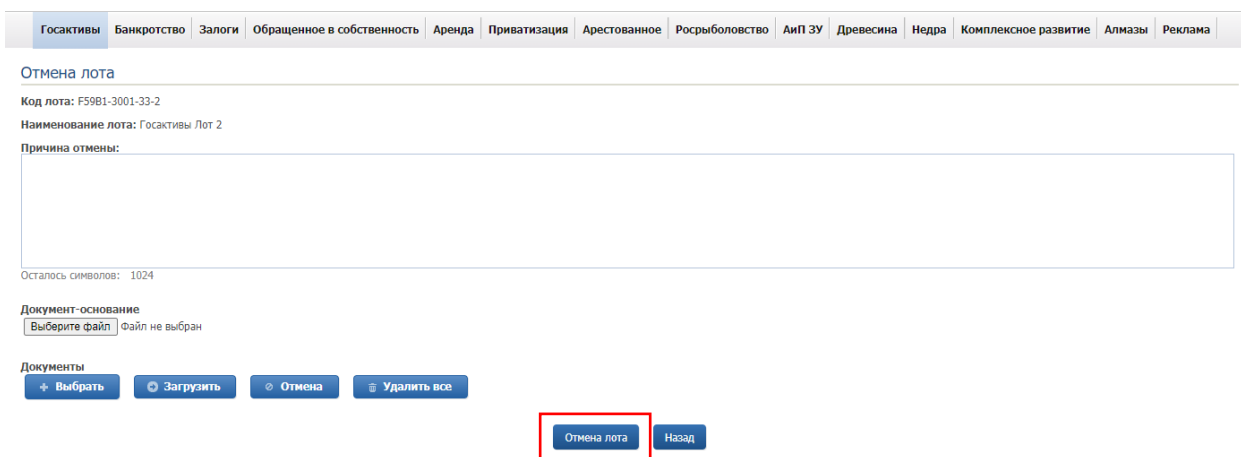 Госактивы Банкротство Залоги Обращенное в собственность Аренда Приватизация Арестованное Росрыболовство АиП ЗУ Древесина Недра Комплексное развитие Алмазы Реклама
Отмена лота
Код лота: F59B1-3001-33-2
Наименование лота: Госактивы Лот 2
Причина отмены:
Осталось символов: 1024
Документ-основание
Выберите файл Файл не выбран
Документы
Выбрать Загрузить Отмена Удалить все
Отмена лота Назад